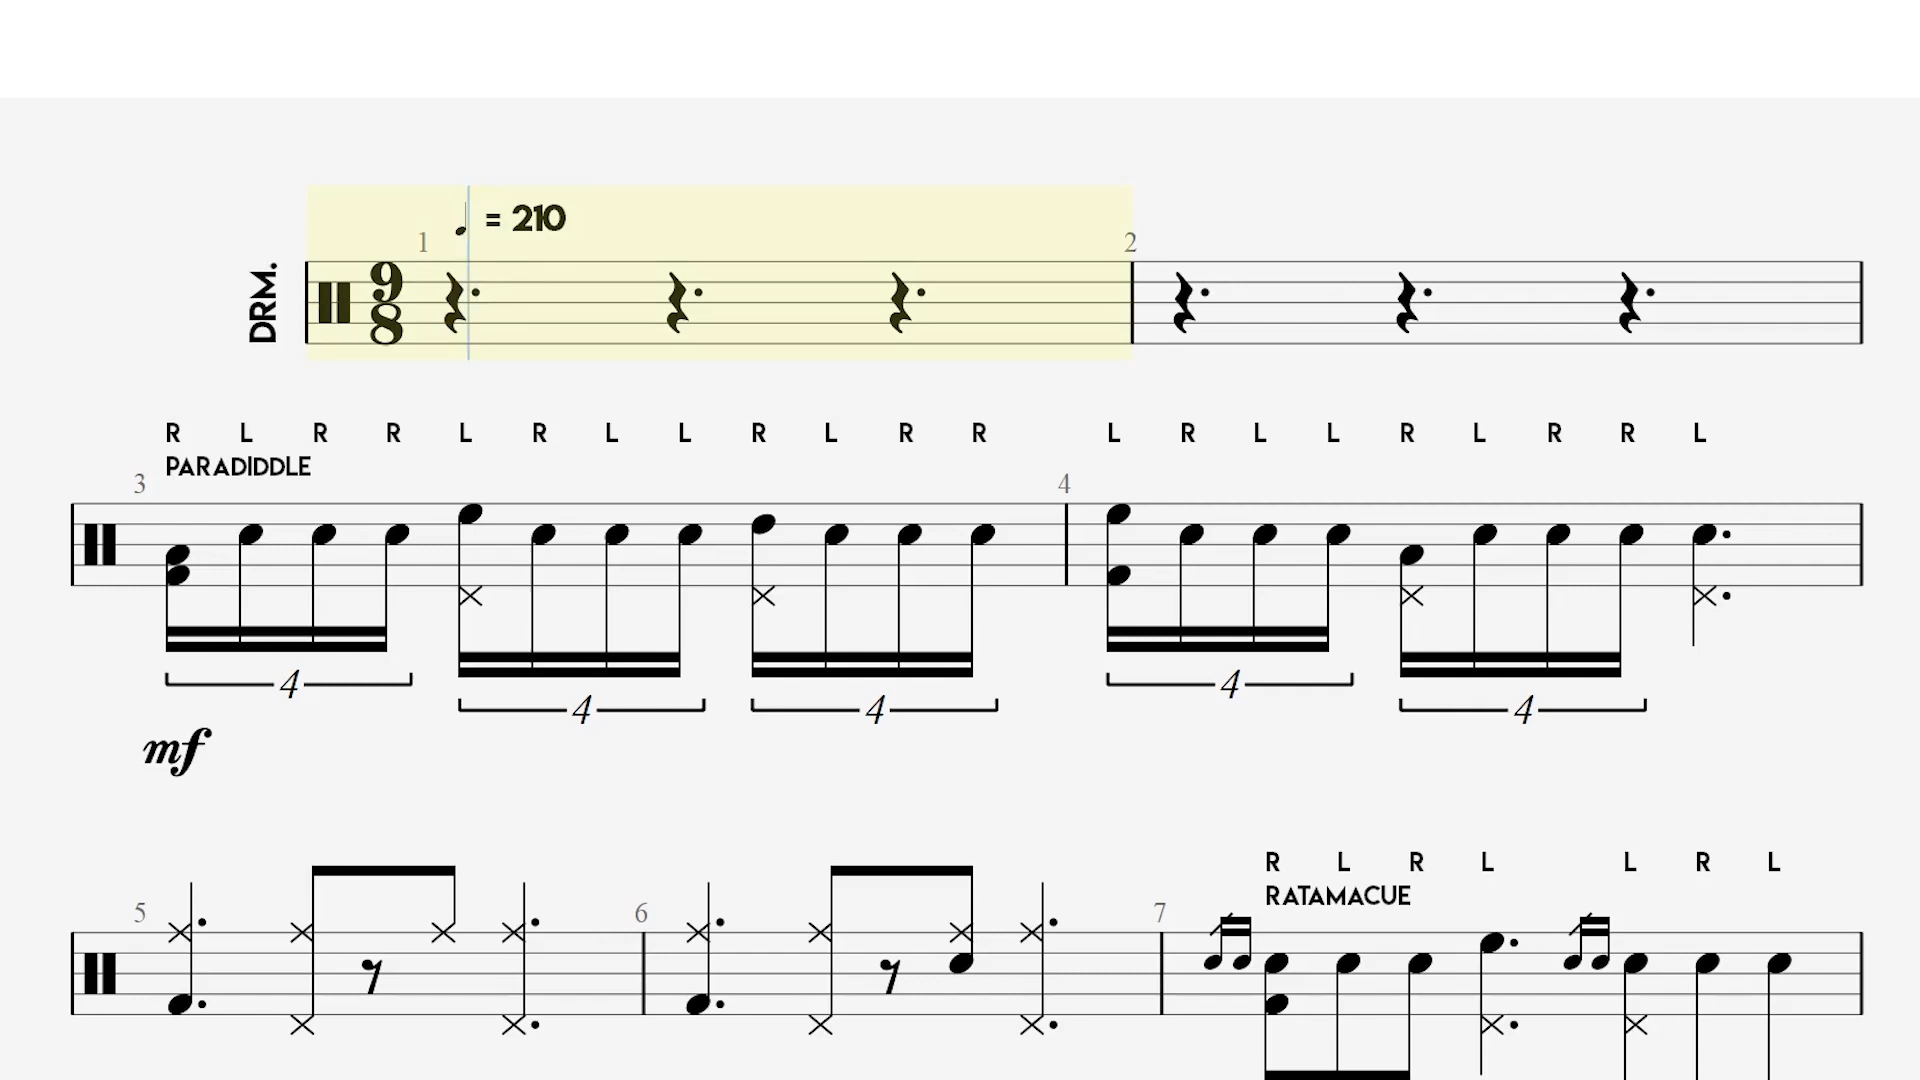 = 210
1 2
DRM.
9
8
R L R R L R L L R L R R L R L L R L R R L
PARADIDDLE
3 4
4 4 4 4 4
mf
R L R L L R L
RATAMACUE
5 6 7